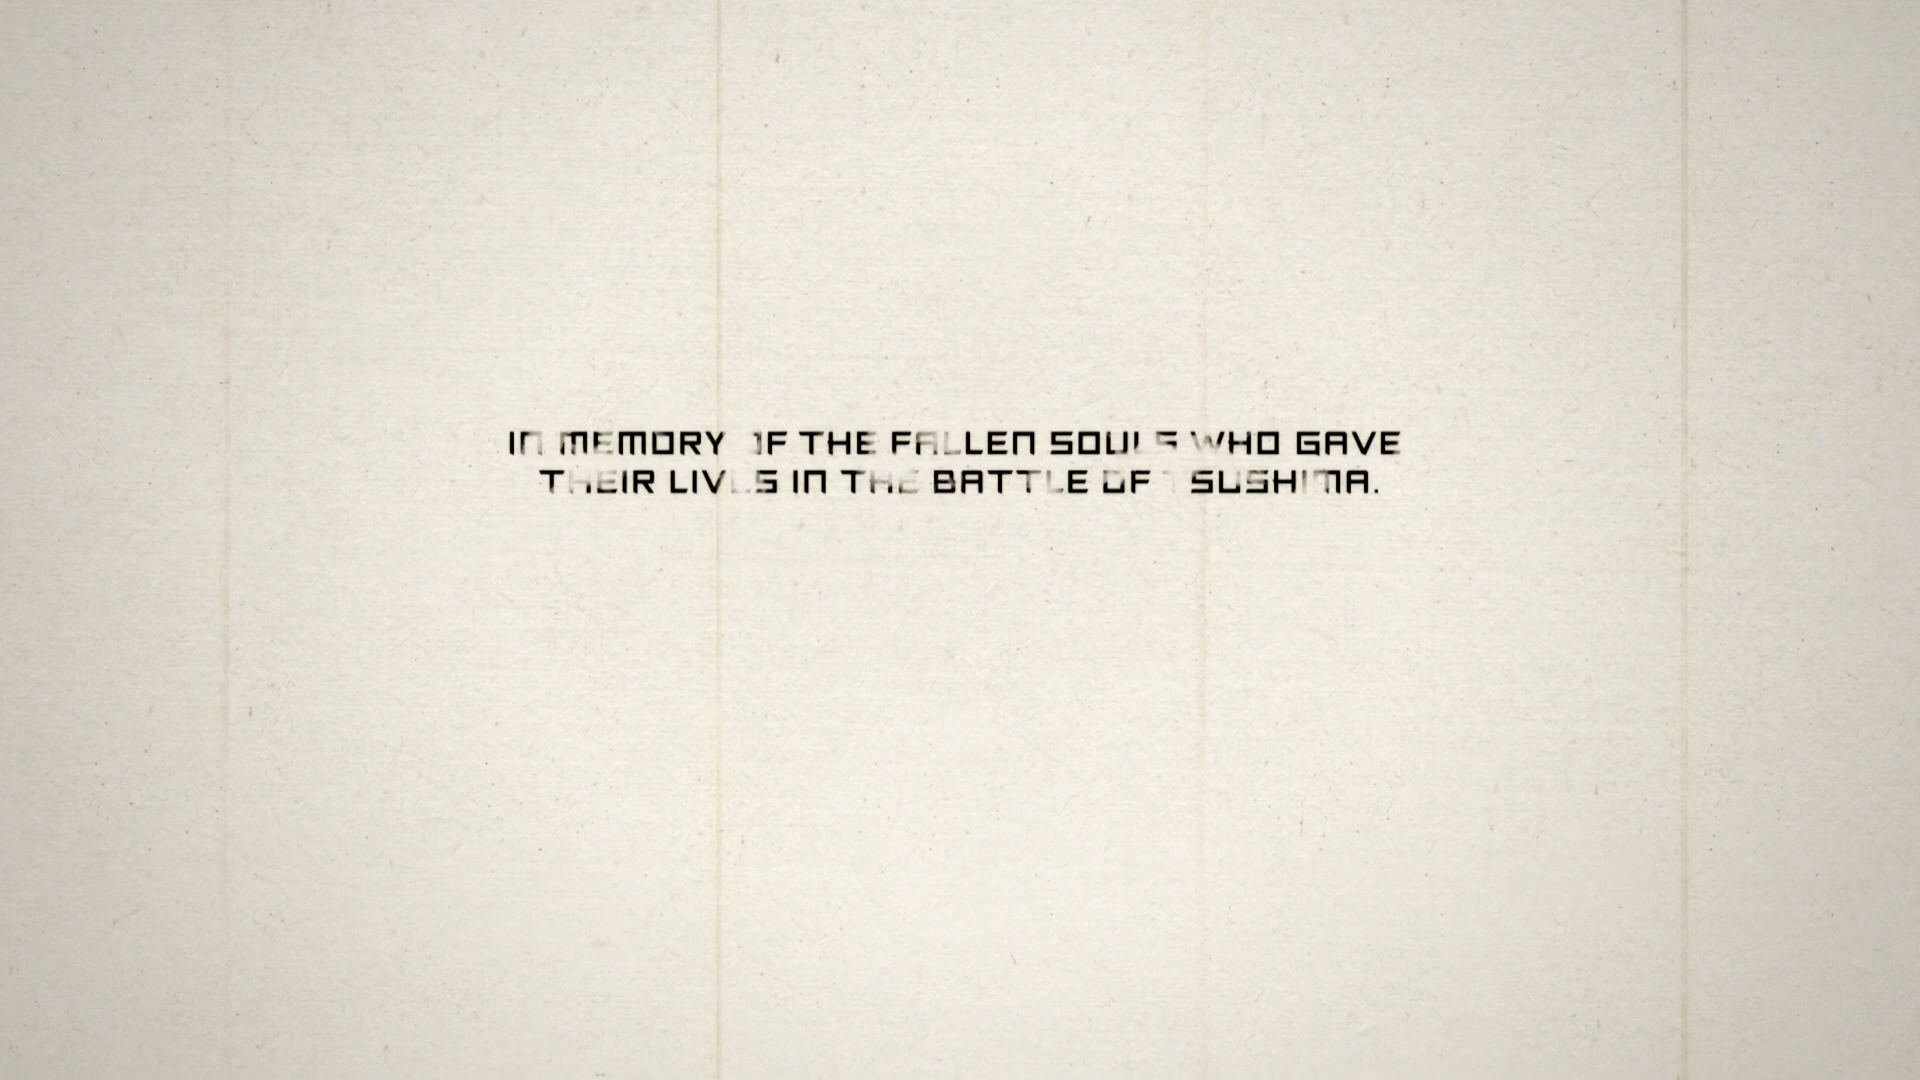 IN MEMORY OF THE FALLEN SOULS WHO GAVE
THEIR LIVES IN THE BATTLE OF TSUSHIMA.